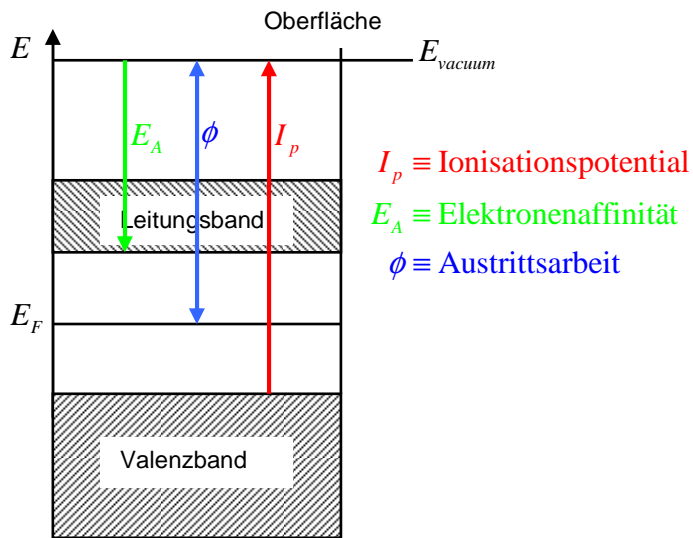 Oberfläche
E
E_vacuum
E_A
ϕ
I_p
I_p ≡ Ionisationspotential
Leitungsband
E_A ≡ Elektronenaffinität
ϕ ≡ Austrittsarbeit
E_F
Valenzband